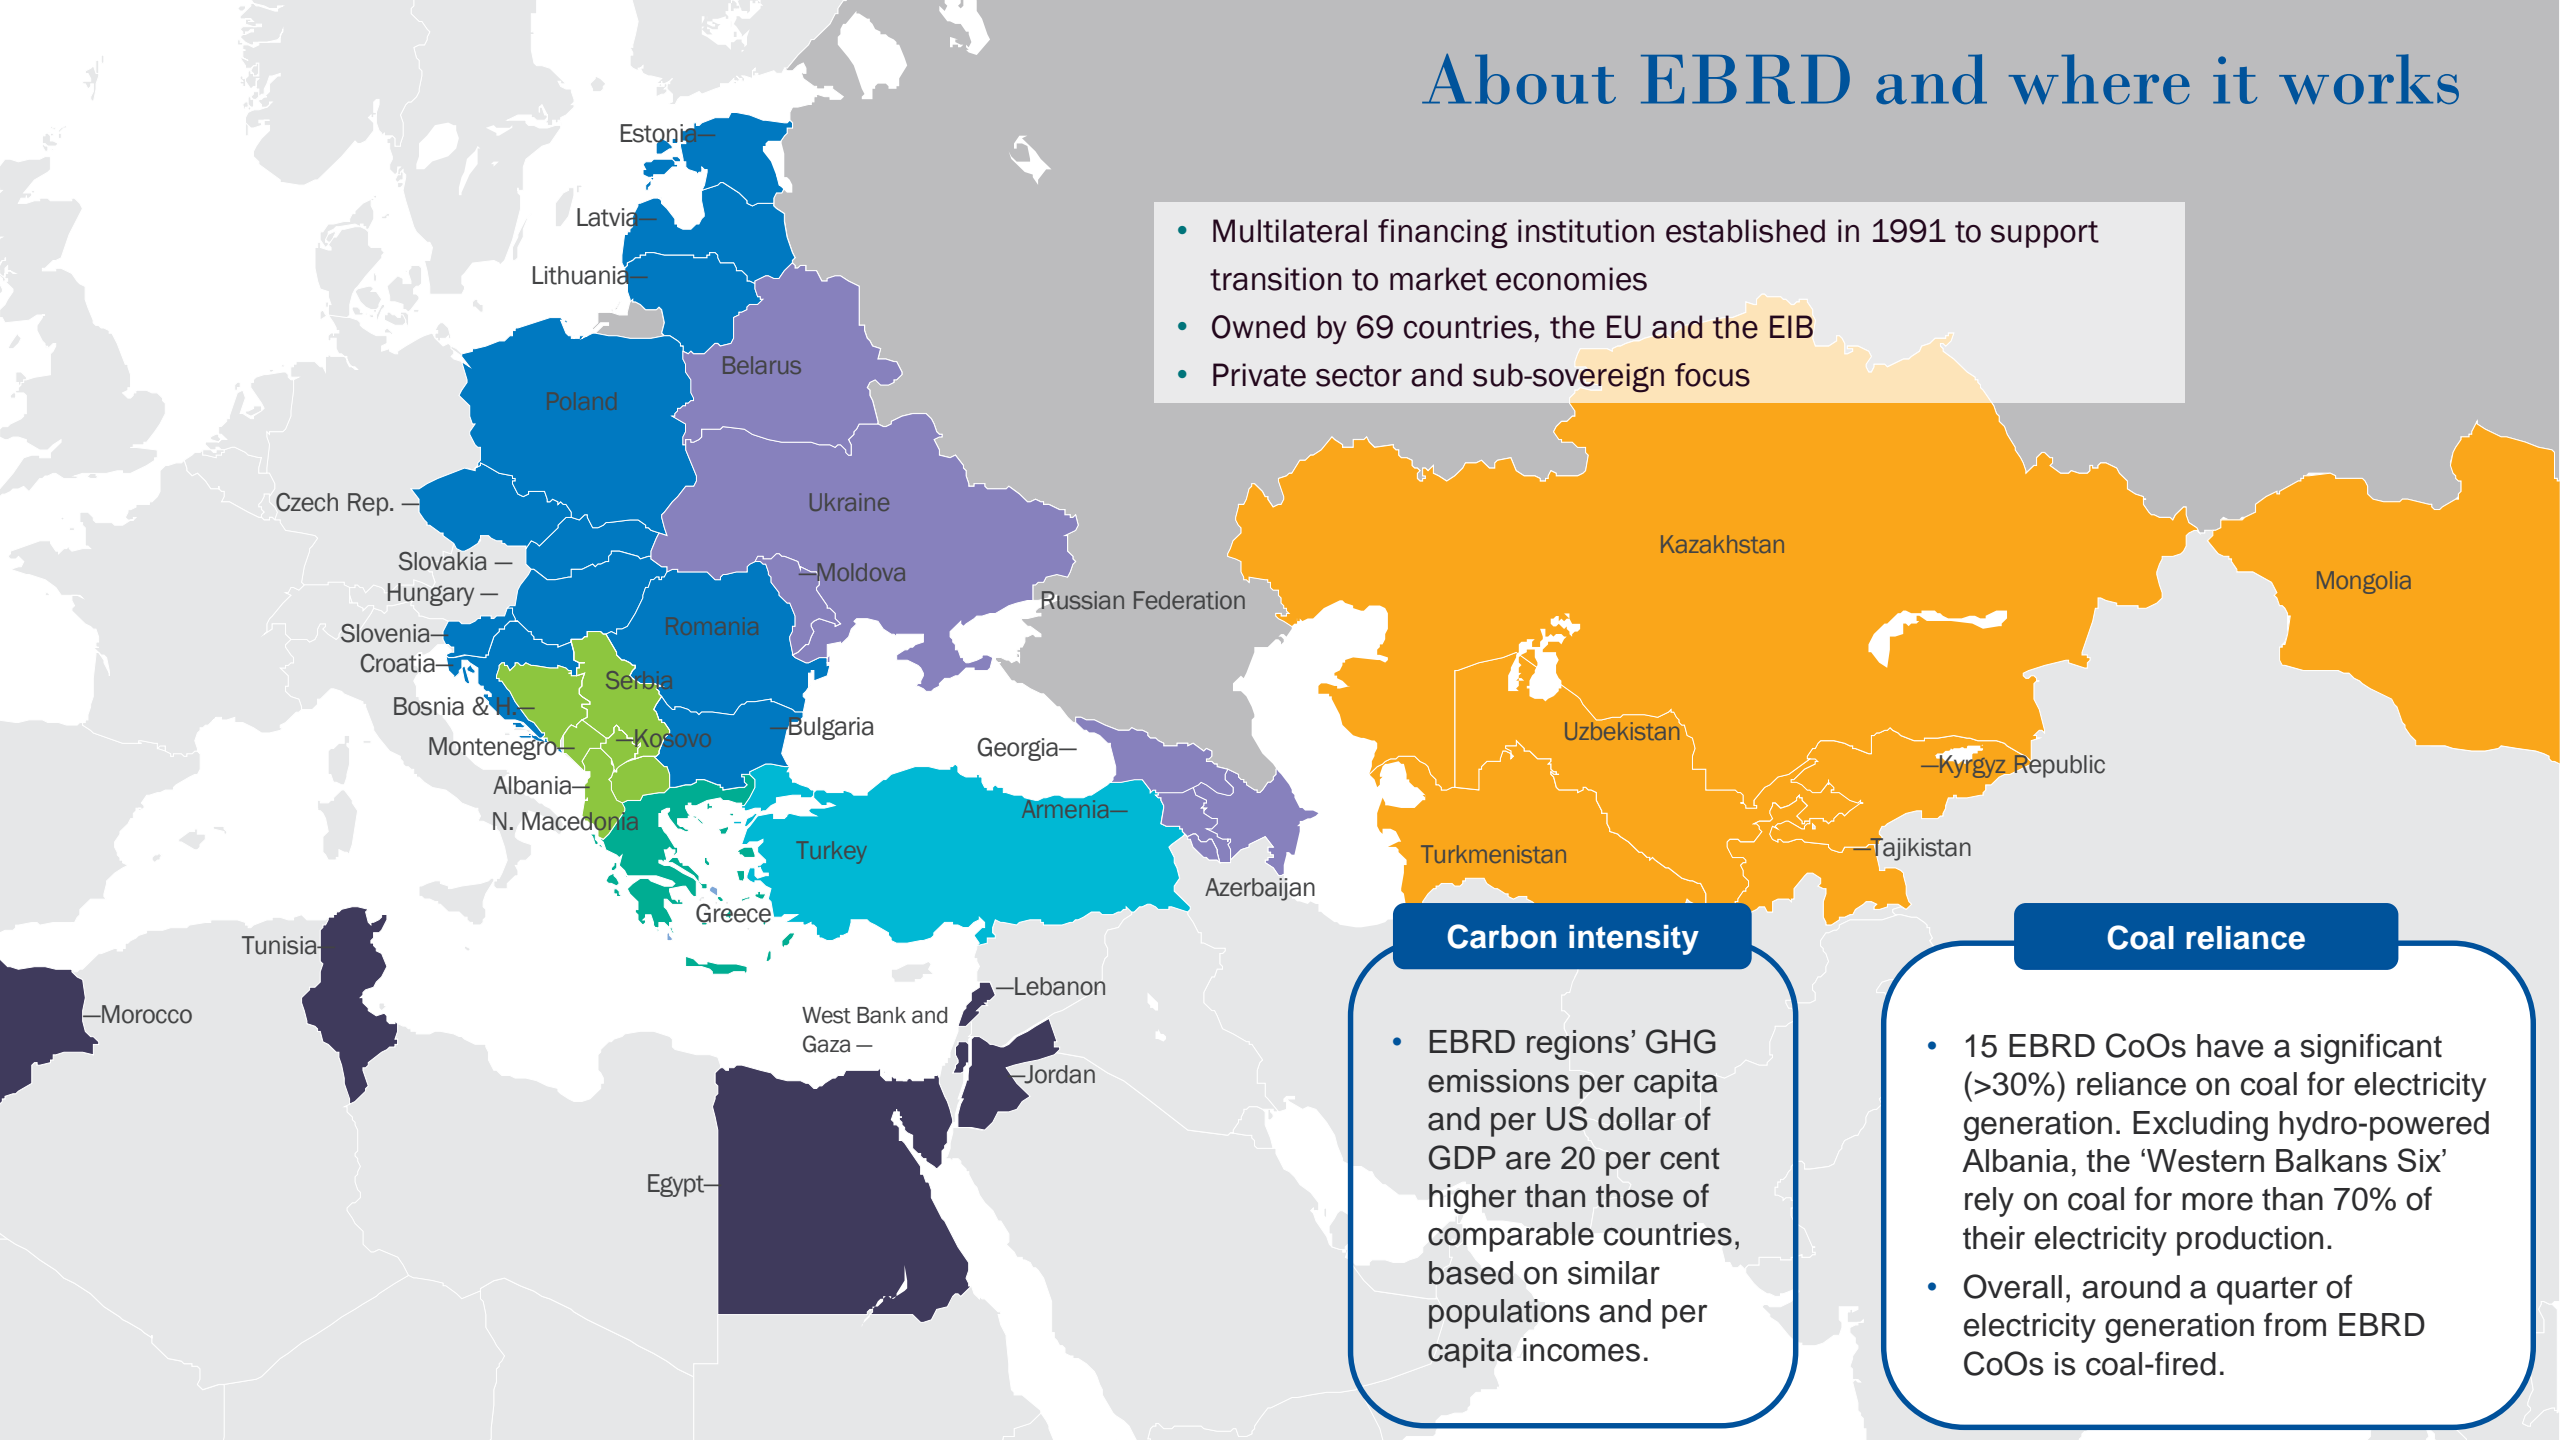 About EBRD and where it works
• Multilateral financing institution established in 1991 to support
transition to market economies
• Owned by 69 countries, the EU and the EIB
• Private sector and sub-sovereign focus
Estonia
Latvia
Lithuania
Belarus
Poland
Czech Rep.
Ukraine
Slovakia
Hungary
Moldova
Kazakhstan
Mongolia
Russian Federation
Slovenia
Romania
Croatia
Serbia
Bosnia & H.
Bulgaria
Kosovo
Montenegro
Georgia
Uzbekistan
Kyrgyz Republic
Albania
Armenia
N. Macedonia
Turkey
Turkmenistan
Tajikistan
Azerbaijan
Greece
Tunisia
Morocco
Lebanon
West Bank and
Gaza
Jordan
Egypt
Carbon intensity
• EBRD regions’ GHG
emissions per capita
and per US dollar of
GDP are 20 per cent
higher than those of
comparable countries,
based on similar
populations and per
capita incomes.
Coal reliance
• 15 EBRD CoOs have a significant
(>30%) reliance on coal for electricity
generation. Excluding hydro-powered
Albania, the ‘Western Balkans Six’
rely on coal for more than 70% of
their electricity production.
• Overall, around a quarter of
electricity generation from EBRD
CoOs is coal-fired.